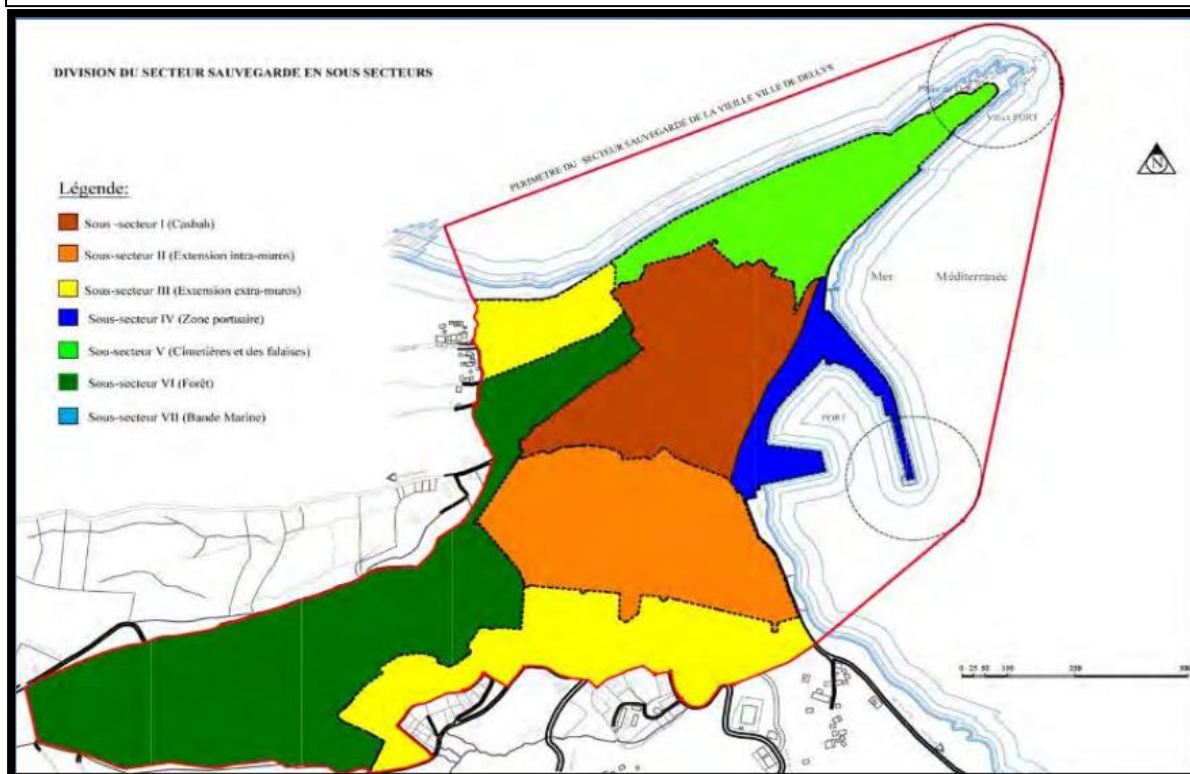 DIVISION DU SECTEUR SAUVEGARDE EN SOUS SECTEURS
PERIMETRE DU SECTEUR SAUVEGARDE DE LA VIEILLE VILLE DE DELLYS
Vieux PORT
N
Légende:
Sous -secteur I (Casbah)
Sous-secteur II (Extension intra-muros)
Sous-secteur III (Extension extra-muros)
Sous-secteur IV (Zone portuaire)
Sou-secteur V (Cimetières et des falaises)
Sous-secteur VI (Forêt)
Sous-secteur VII (Bande Marine)
Mer Méditerranée
PORT
0 25 50 100 250 500